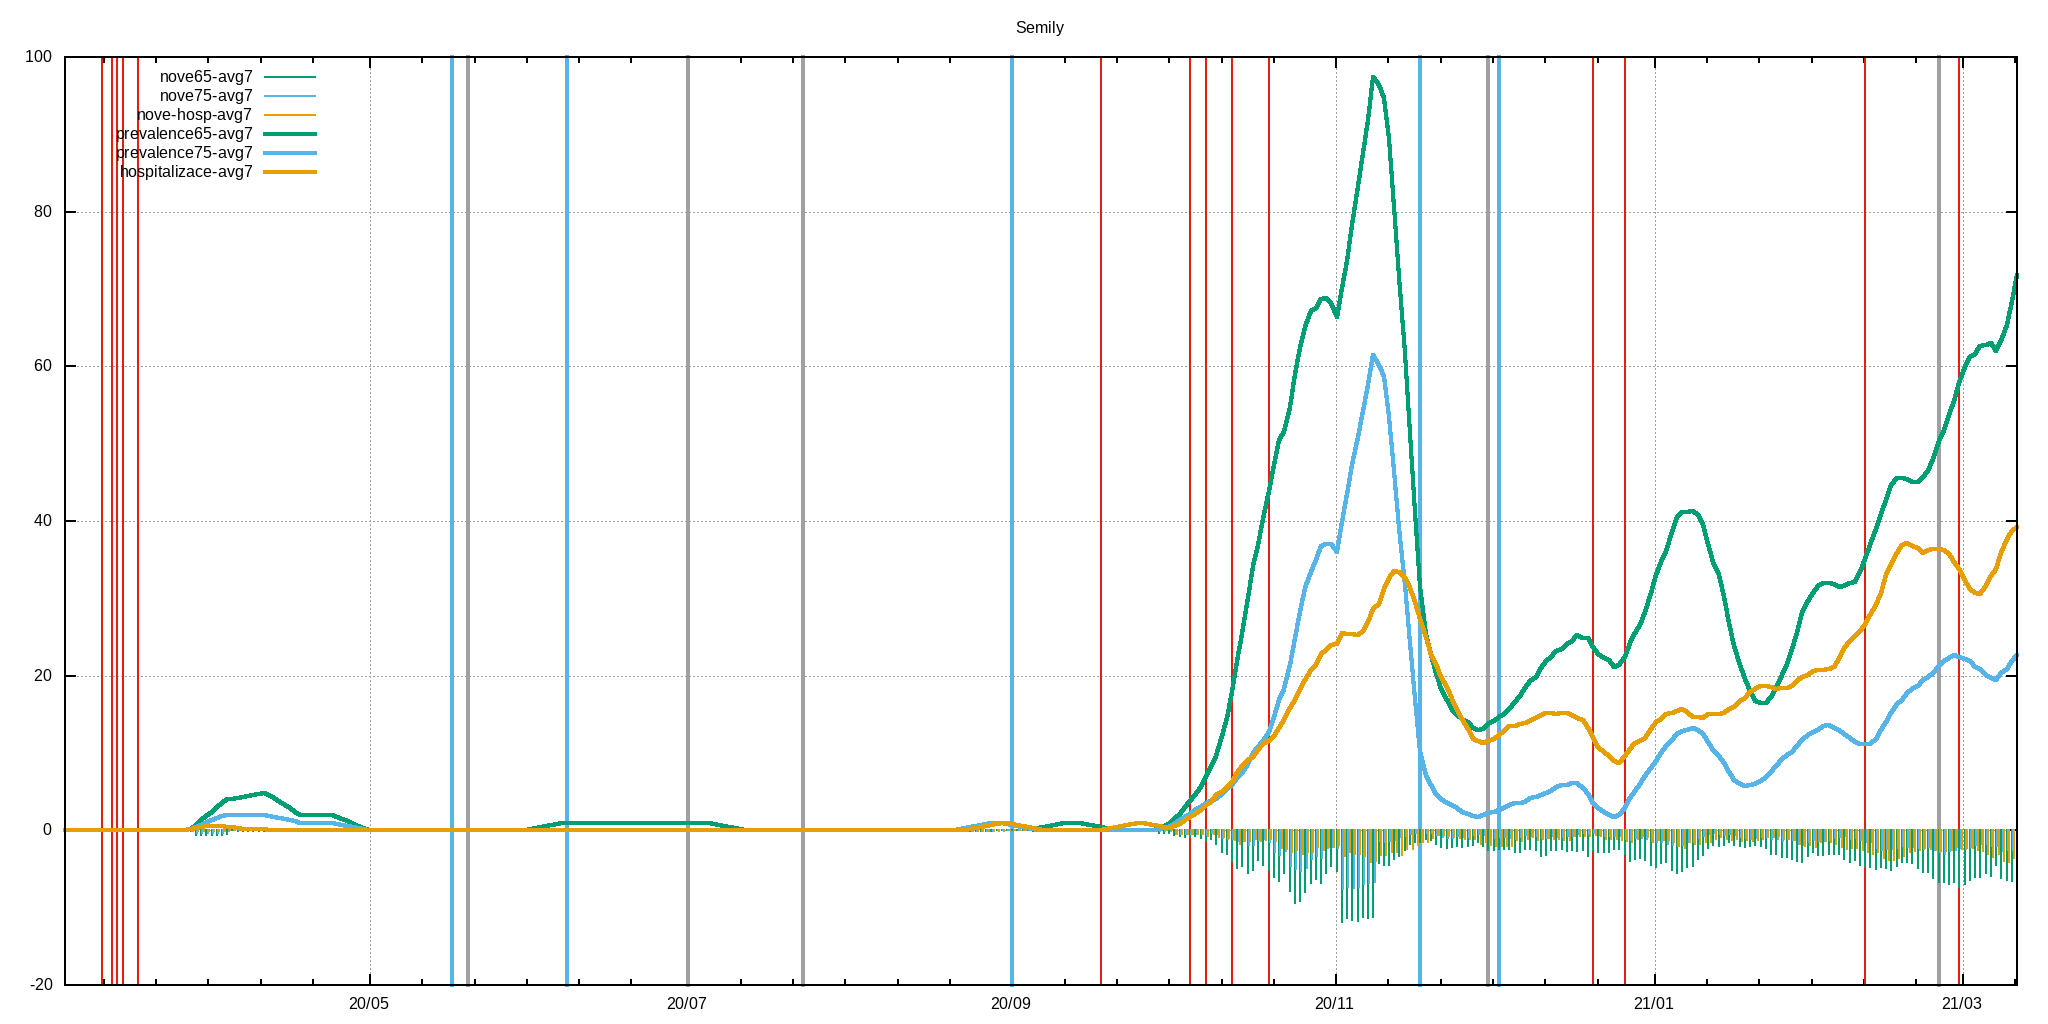 Semily
100
80
60
40
20
0
-20
nove65-avg7
nove75-avg7
nove-hosp-avg7
prevalence65-avg7
prevalence75-avg7
hospitalizace-avg7
20/05
20/07
20/09
20/11
21/01
21/03